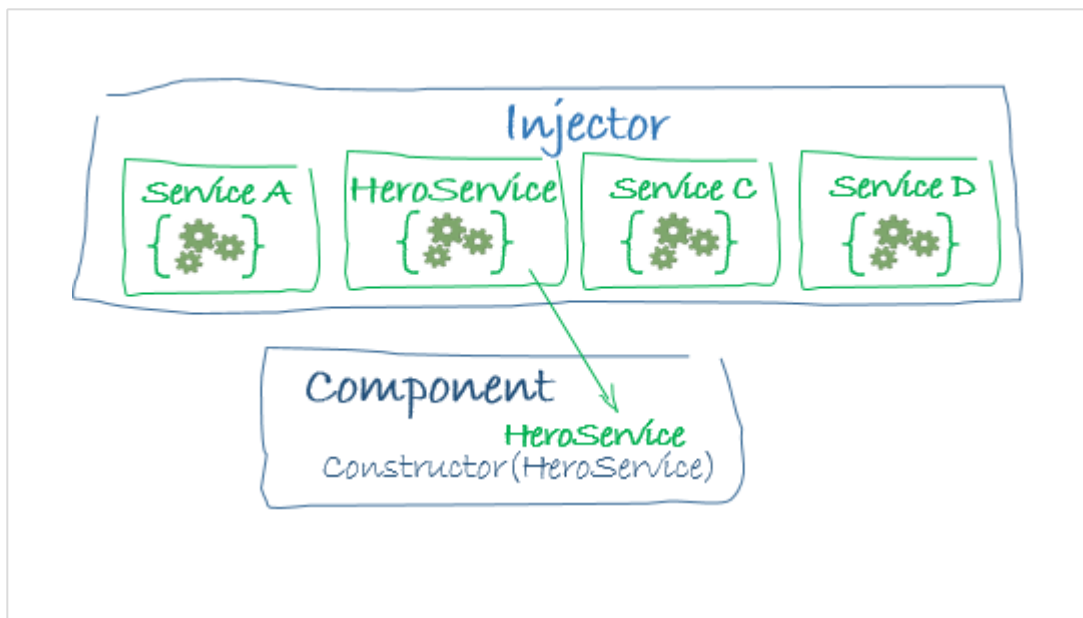 Injector
Service A HeroService Service C Service D
Component
HeroService
Constructor(HeroService)